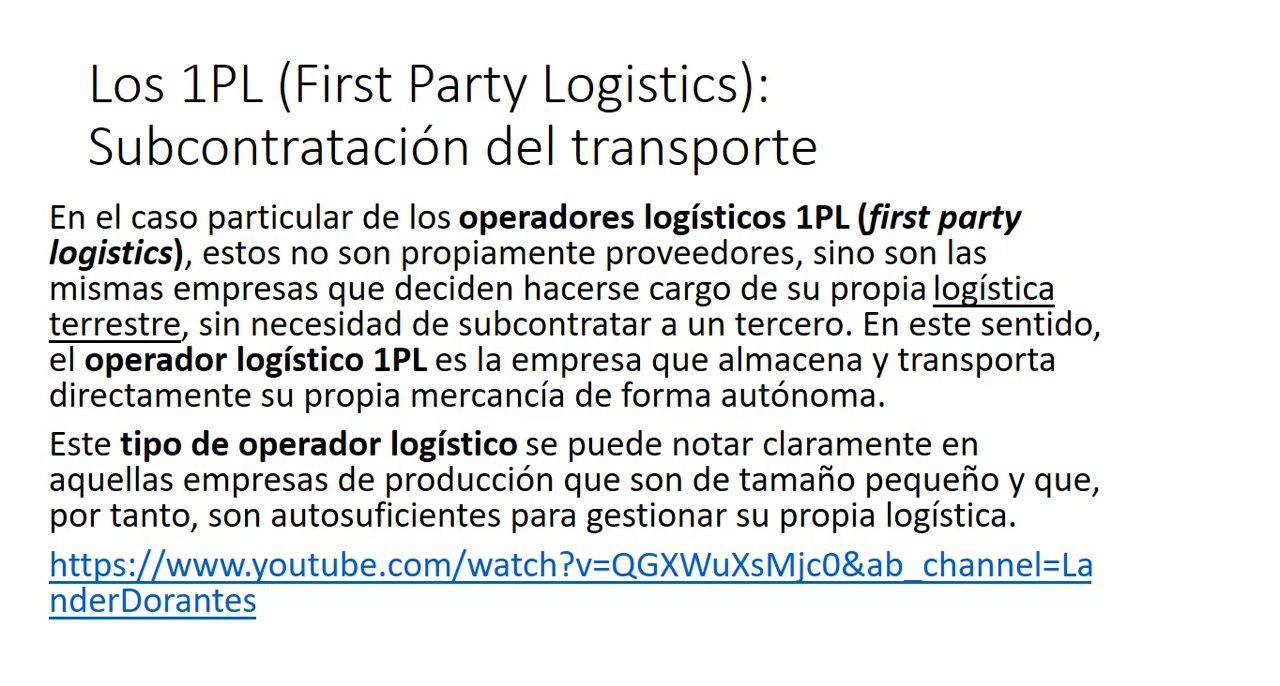 Los 1PL (First Party Logistics):
Subcontratación del transporte
En el caso particular de los operadores logísticos 1PL (first party
logistics), estos no son propiamente proveedores, sino son las
mismas empresas que deciden hacerse cargo de su propia logística
terrestre, sin necesidad de subcontratar a un tercero. En este sentido,
el operador logístico 1PL es la empresa que almacena y transporta
directamente su propia mercancía de forma autónoma.
Este tipo de operador logístico se puede notar claramente en
aquellas empresas de producción que son de tamaño pequeño y que,
por tanto, son autosuficientes para gestionar su propia logística.
https://www.youtube.com/watch?v=QGXWuXsMjc0&ab_channel=La
nderDorantes